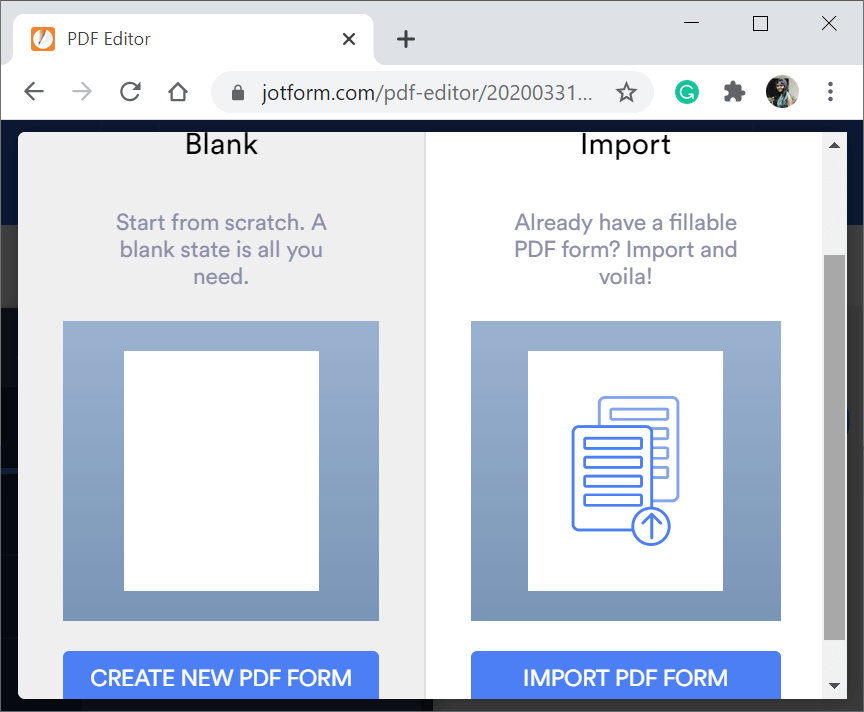 PDF Editor
jotform.com/pdf-editor/20200331...
Blank
Start from scratch. A
blank state is all you
need.
CREATE NEW PDF FORM
Import
Already have a fillable
PDF form? Import and
voila!
IMPORT PDF FORM